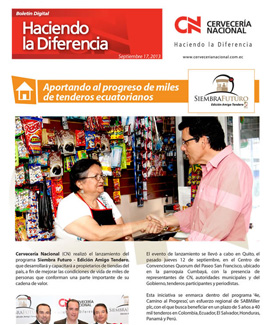 Boletín Digital
Haciendo
la Diferencia
Septiembre 17, 2013
CN CERVECERÍA
NACIONAL
Haciendo la Diferencia
www.cervecerianacional.com.ec
Aportando al progreso de miles
de tenderos ecuatorianos
SIEMBRAFUTURO
Edición Amigo Tendero
Cervecería Nacional (CN) realizó el lanzamiento del
programa Siembra Futuro - Edición Amigo Tendero,
que desarrollará y capacitará a propietarios de tiendas del
país, a fin de mejorar las condiciones de vida de miles de
personas que conforman una parte importante de su
cadena de valor.
El evento de lanzamiento se llevó a cabo en Quito, el
pasado jueves 12 de septiembre, en el Centro de
Convenciones Quorum del Paseo San Francisco, ubicado
en la parroquia Cumbayá, con la presencia de
representantes de CN, autoridades municipales y del
Gobierno, tenderos participantes y periodistas.
Esta iniciativa se enmarca dentro del programa 4e,
Camino al Progreso; un esfuerzo regional de SABMiller
plc, con el que busca beneficiar en un plazo de 5 años a 40
mil tenderos en Colombia, Ecuador, El Salvador, Honduras,
Panamá y Perú.